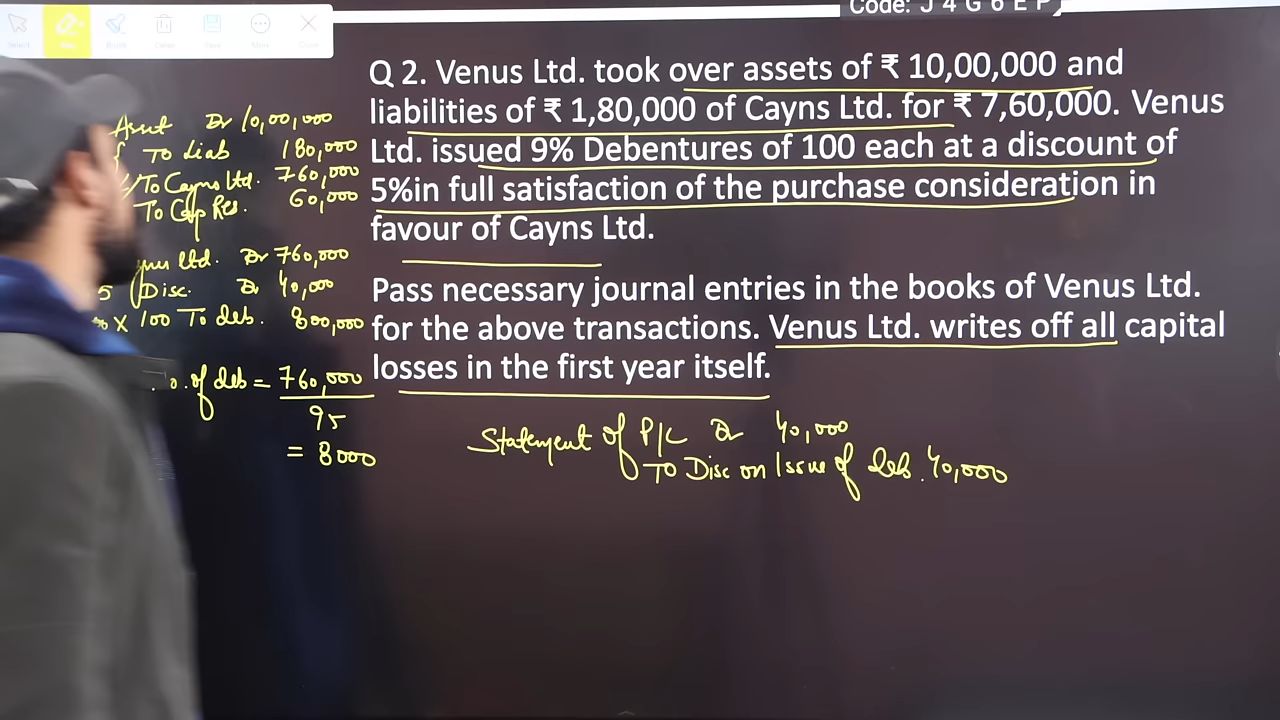 Code: J 4 G 6 E P
Select
More
Close
Q 2. Venus Ltd. took over assets of ₹ 10,00,000 and
liabilities of ₹ 1,80,000 of Cayns Ltd. for ₹ 7,60,000. Venus
Ltd. issued 9% Debentures of 100 each at a discount of
5%in full satisfaction of the purchase consideration in
favour of Cayns Ltd.
Pass necessary journal entries in the books of Venus Ltd.
for the above transactions. Venus Ltd. writes off all capital
losses in the first year itself.
Asset Dr 10,00,000
To Liab 180,000
To Cayns Ltd. 760,000
To Cap Res. 60,000
Ltd. Dr 760,000
5 Disc. Dr 40,000
X 100 To deb. 800,000
o. of deb = 760,000
95
= 8000
Statement of P/L Dr 40,000
To Disc on Issue of deb. 40,000